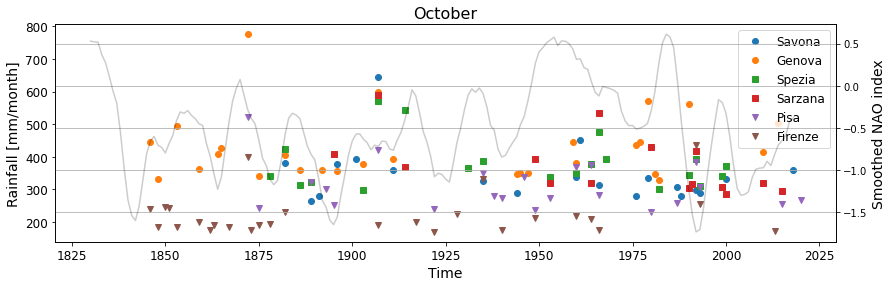 October
Rainfall [mm/month]
800
700
600
500
400
300
200
1825
1850
1875
1900
1925
1950
1975
2000
2025
Time
0.5
0.0
−0.5
−1.0
−1.5
Smoothed NAO index
Savona
Genova
Spezia
Sarzana
Pisa
Firenze